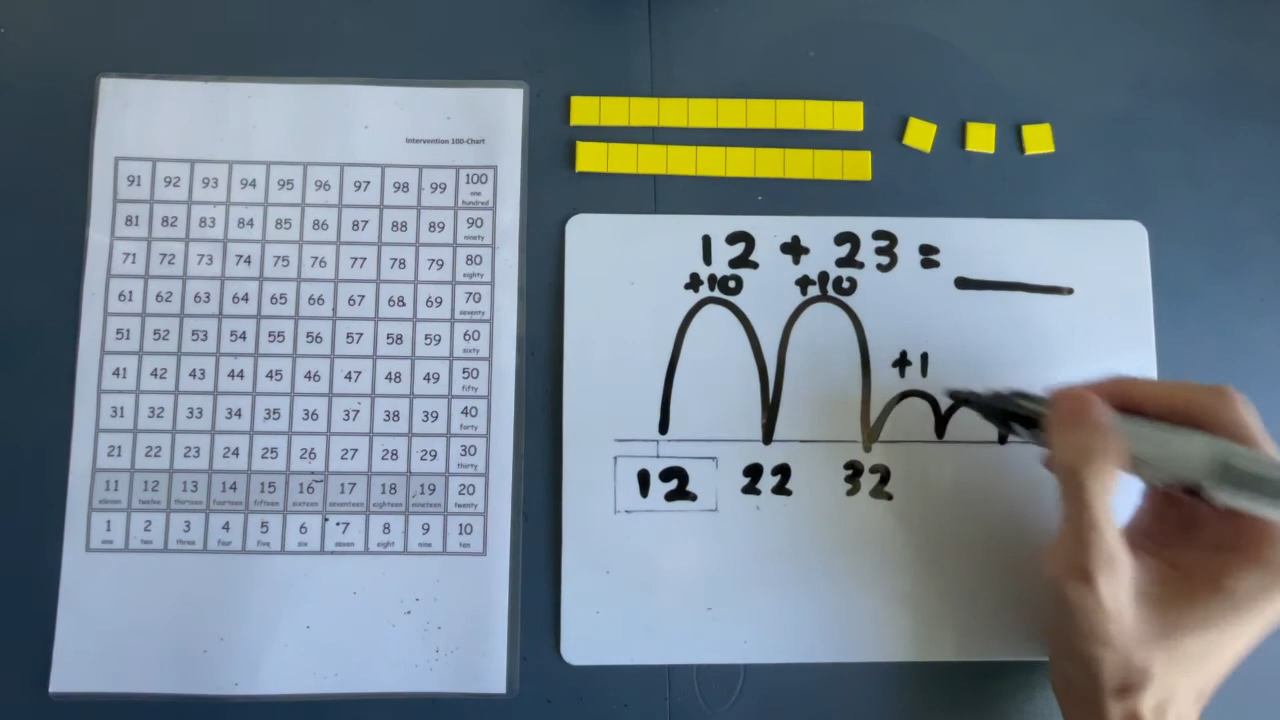 Intervention 100-Chart
91 92 93 94 95 96 97 98 99 100
one hundred
81 82 83 84 85 86 87 88 89 90
ninety
71 72 73 74 75 76 77 78 79 80
eighty
61 62 63 64 65 66 67 68 69 70
seventy
51 52 53 54 55 56 57 58 59 60
sixty
41 42 43 44 45 46 47 48 49 50
fifty
31 32 33 34 35 36 37 38 39 40
forty
21 22 23 24 25 26 27 28 29 30
thirty
11 12 13 14 15 16 17 18 19 20
eleven twelve thirteen fourteen fifteen sixteen seventeen eighteen nineteen twenty
1 2 3 4 5 6 7 8 9 10
one two three four five six seven eight nine ten
12 + 23 =
+10 +10
+1
12 22 32